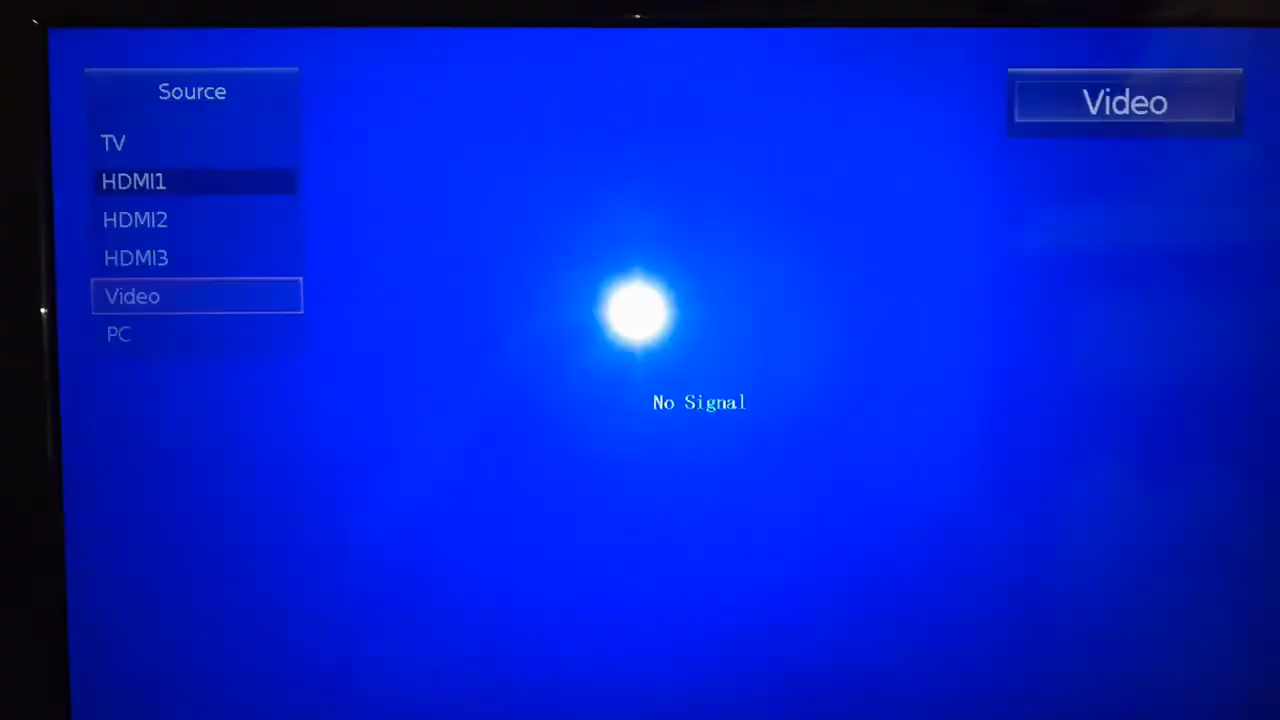 Source
Video
TV
HDMI1
HDMI2
HDMI3
Video
PC
No Signal